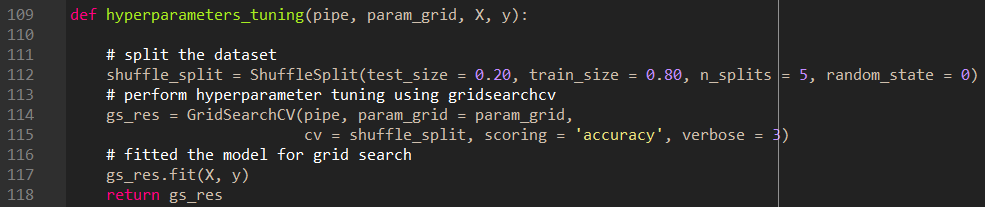 109 def hyperparameters_tuning(pipe, param_grid, X, y):
110
111     # split the dataset
112     shuffle_split = ShuffleSplit(test_size = 0.20, train_size = 0.80, n_splits = 5, random_state = 0)
113     # perform hyperparameter tuning using gridsearchcv
114     gs_res = GridSearchCV(pipe, param_grid = param_grid,
115                           cv = shuffle_split, scoring = 'accuracy', verbose = 3)
116     # fitted the model for grid search
117     gs_res.fit(X, y)
118     return gs_res